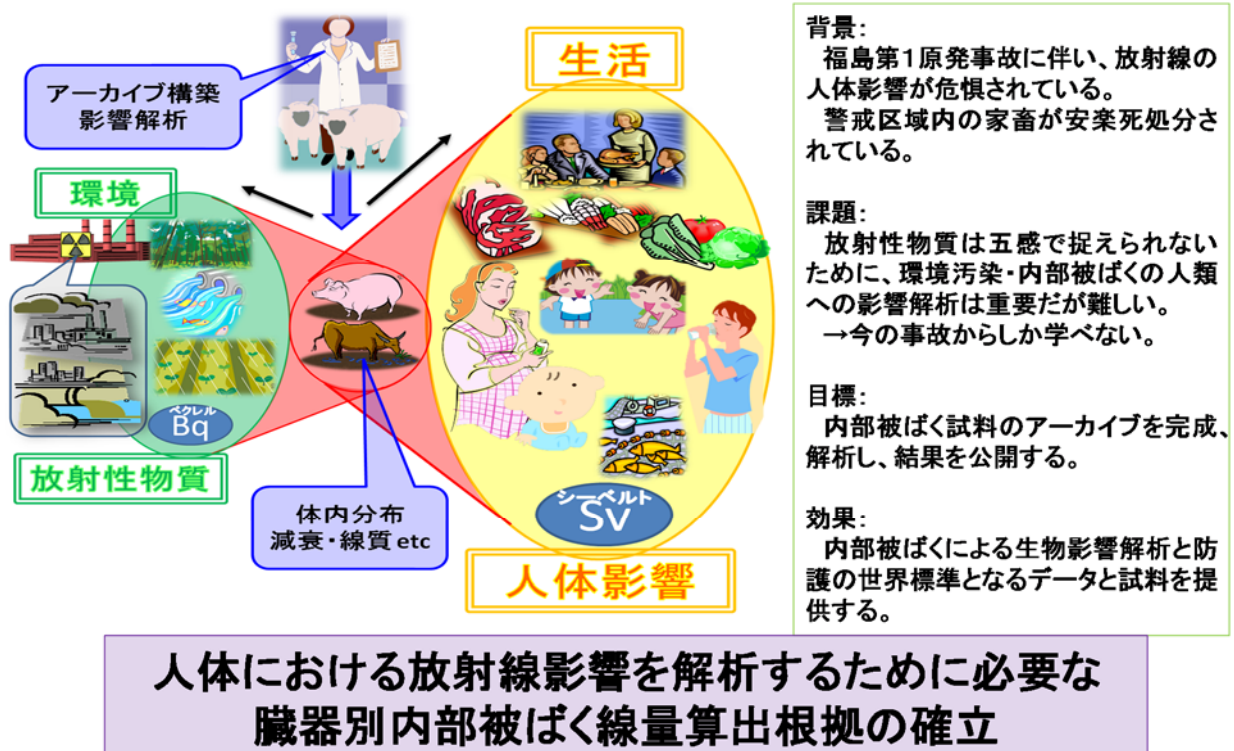 アーカイブ構築
影響解析
環境
ベクレル
Bq
放射性物質
体内分布
減衰・線質 etc
生活
シーベルト
Sv
人体影響
背景：
福島第１原発事故に伴い、放射線の
人体影響が危惧されている。
警戒区域内の家畜が安楽死処分さ
れている。
課題：
放射性物質は五感で捉えられない
ために、環境汚染・内部被ばくの人類
への影響解析は重要だが難しい。
→今の事故からしか学べない。
目標：
内部被ばく試料のアーカイブを完成、
解析し、結果を公開する。
効果：
内部被ばくによる生物影響解析と防
護の世界標準となるデータと試料を提
供する。
人体における放射線影響を解析するために必要な
臓器別内部被ばく線量算出根拠の確立